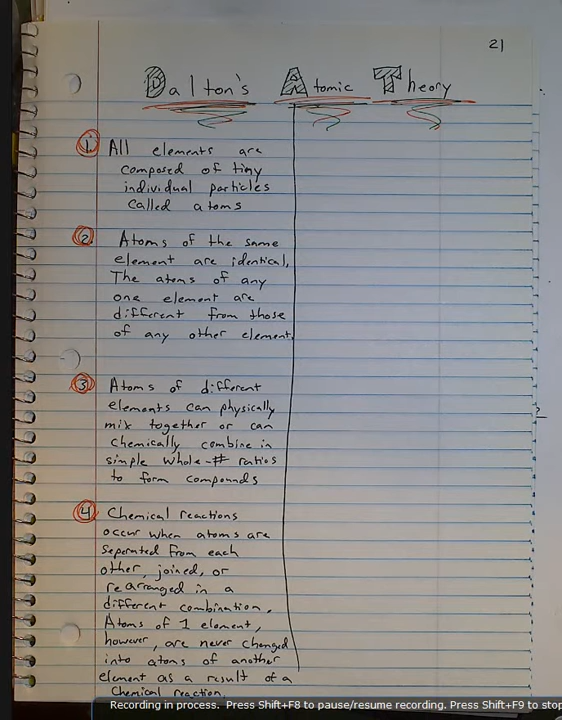 21
Dalton's Atomic Theory
1. All elements are
composed of tiny
individual particles
called atoms
2. Atoms of the same
element are identical.
The atoms of any
one element are
different from those
of any other element.
3. Atoms of different
elements can physically
mix together or can
chemically combine in
simple whole-# ratios
to form compounds
4. Chemical reactions
occur when atoms are
seperated from each
other, joined, or
rearranged in a
different combination.
Atoms of 1 element,
however, are never changed
into atoms of another
element as a result of a
Chemical reaction.
Recording in process. Press Shift+F8 to pause/resume recording. Press Shift+F9 to stop